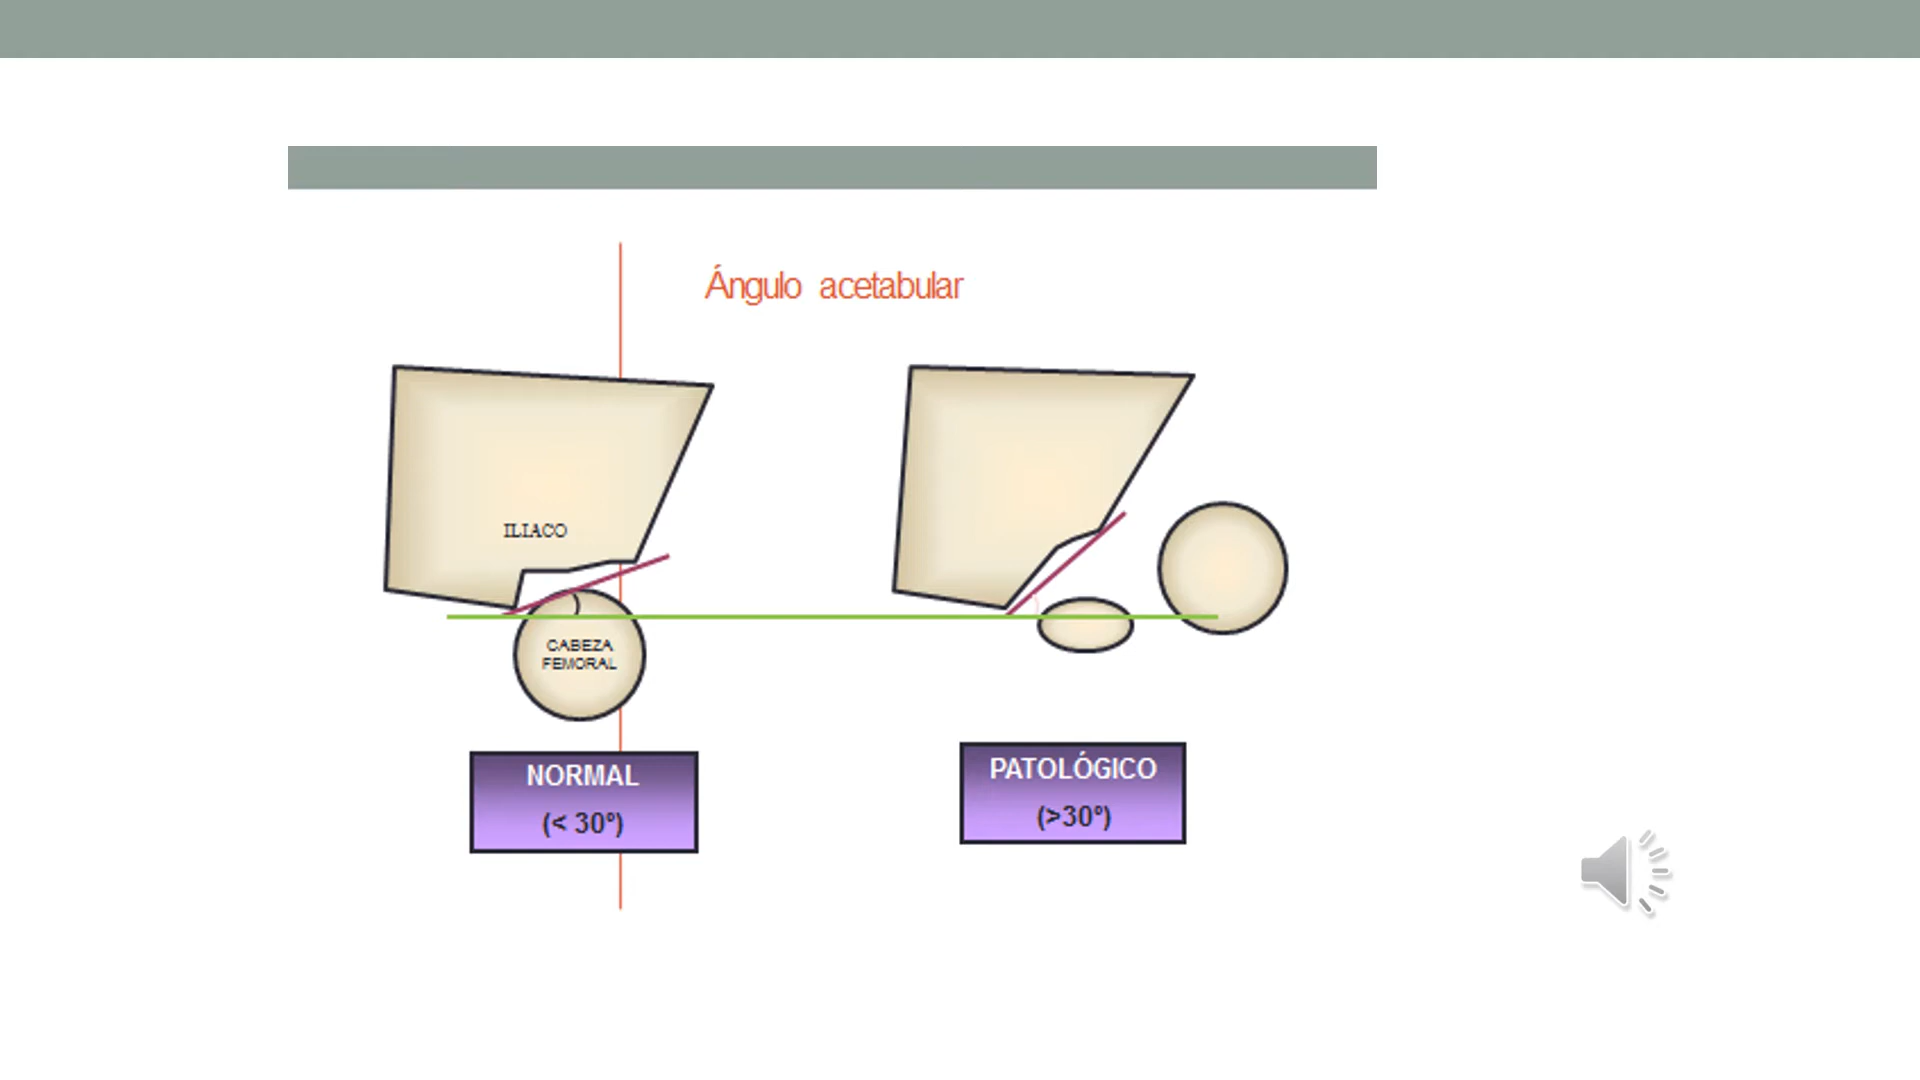 Ángulo acetabular
ILIACO
CABEZA
FEMORAL
NORMAL
(< 30º)
PATOLÓGICO
(>30º)